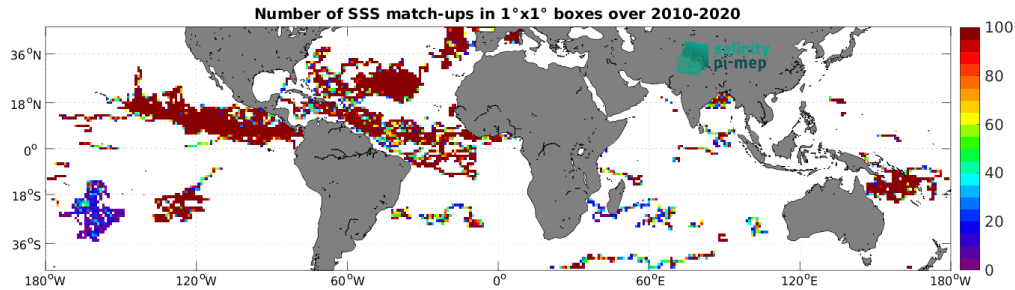 Number of SSS match-ups in 1°x1° boxes over 2010-2020
salinity
pi-mep
36°N
18°N
0°
18°S
36°S
180°W
120°W
60°W
0°
60°E
120°E
180°W
100
80
60
40
20
0